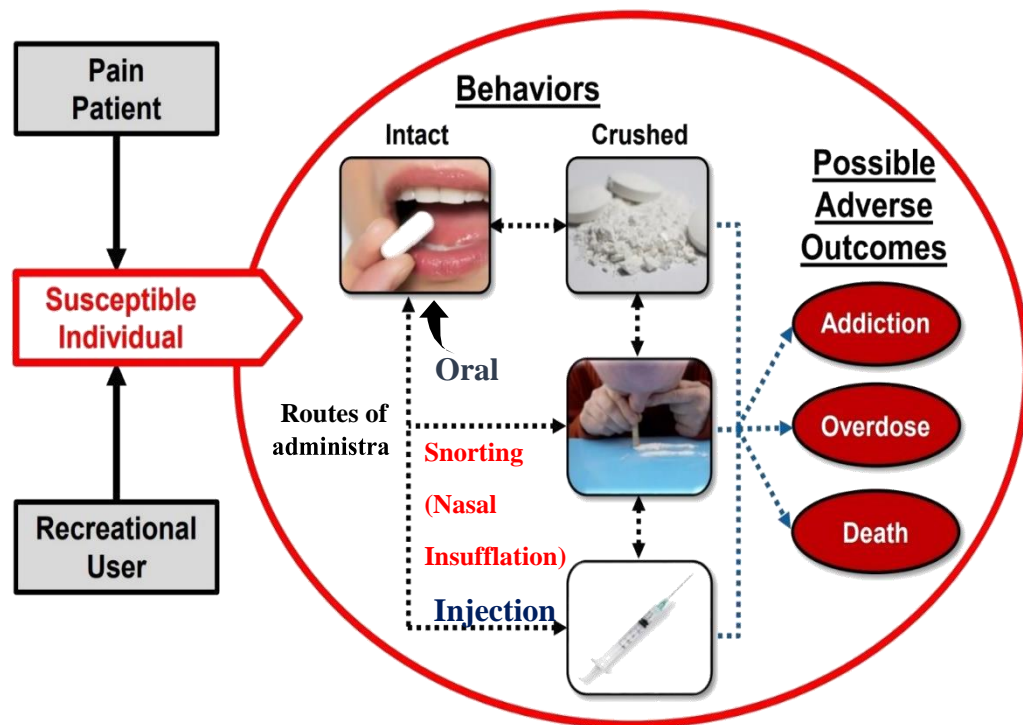 Pain
Patient
Susceptible
Individual
Recreational
User
Behaviors
Intact
Crushed
Oral
Routes of
administra
Snorting
(Nasal
Insufflation)
Injection
Possible
Adverse
Outcomes
Addiction
Overdose
Death